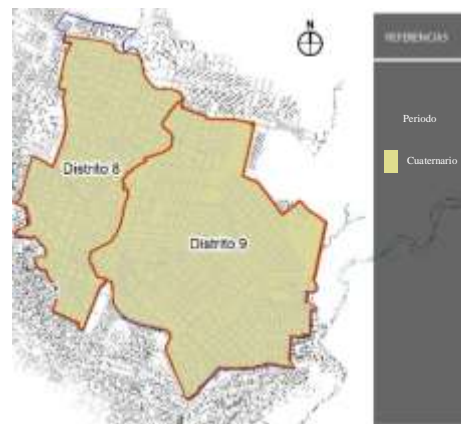 N
REFERENCIAS
Periodo
Cuaternario
Distrito 8
Distrito 9